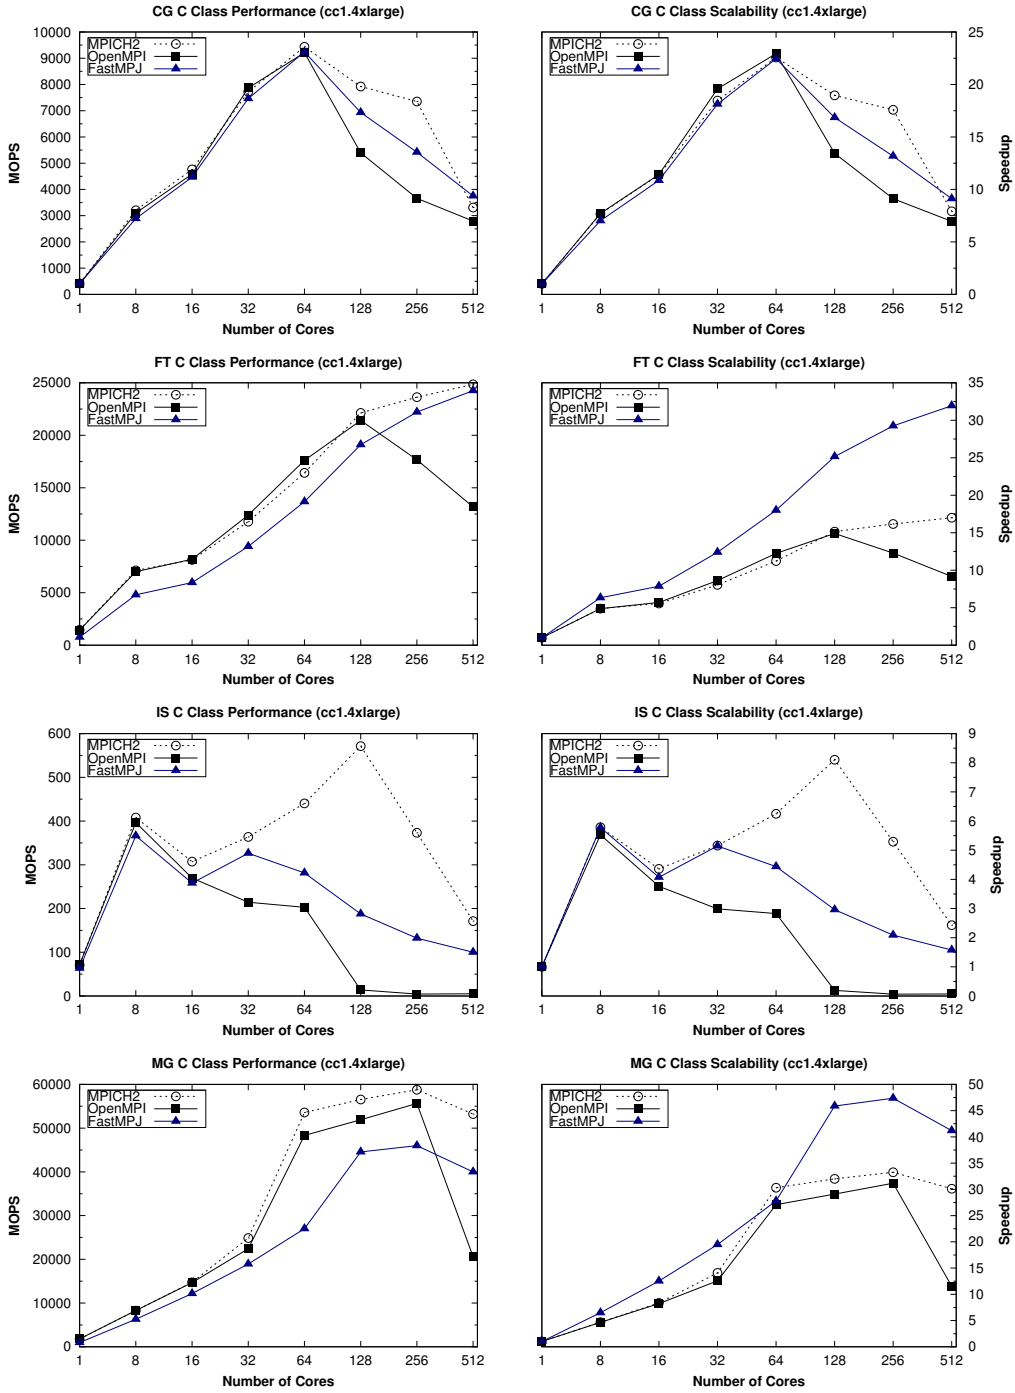 CG C Class Performance (cc1.4xlarge)
MPICH2
OpenMPI
FastMPJ
10000
9000
8000
7000
6000
5000
4000
3000
2000
1000
0
MOPS
1 8 16 32 64 128 256 512
Number of Cores
CG C Class Scalability (cc1.4xlarge)
MPICH2
OpenMPI
FastMPJ
25
20
15
10
5
0
Speedup
1 8 16 32 64 128 256 512
Number of Cores
FT C Class Performance (cc1.4xlarge)
MPICH2
OpenMPI
FastMPJ
25000
20000
15000
10000
5000
0
MOPS
1 8 16 32 64 128 256 512
Number of Cores
FT C Class Scalability (cc1.4xlarge)
MPICH2
OpenMPI
FastMPJ
35
30
25
20
15
10
5
0
Speedup
1 8 16 32 64 128 256 512
Number of Cores
IS C Class Performance (cc1.4xlarge)
MPICH2
OpenMPI
FastMPJ
600
500
400
300
200
100
0
MOPS
1 8 16 32 64 128 256 512
Number of Cores
IS C Class Scalability (cc1.4xlarge)
MPICH2
OpenMPI
FastMPJ
9
8
7
6
5
4
3
2
1
0
Speedup
1 8 16 32 64 128 256 512
Number of Cores
MG C Class Performance (cc1.4xlarge)
MPICH2
OpenMPI
FastMPJ
60000
50000
40000
30000
20000
10000
0
MOPS
1 8 16 32 64 128 256 512
Number of Cores
MG C Class Scalability (cc1.4xlarge)
MPICH2
OpenMPI
FastMPJ
50
45
40
35
30
25
20
15
10
5
0
Speedup
1 8 16 32 64 128 256 512
Number of Cores